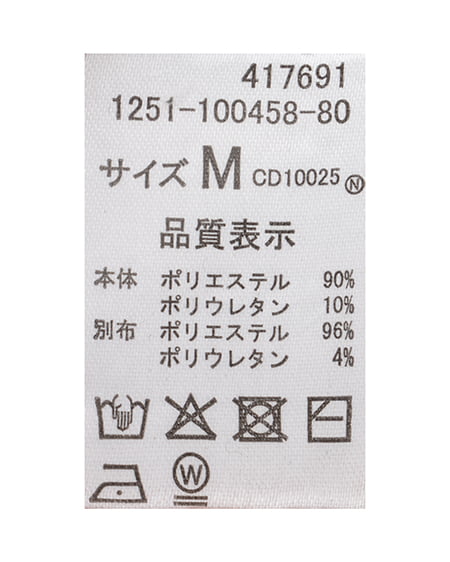 417691
1251-100458-80
サイズ M CD10025 Ⓝ
品質表示
本体 ポリエステル 90%
ポリウレタン 10%
別布 ポリエステル 96%
ポリウレタン 4%
W